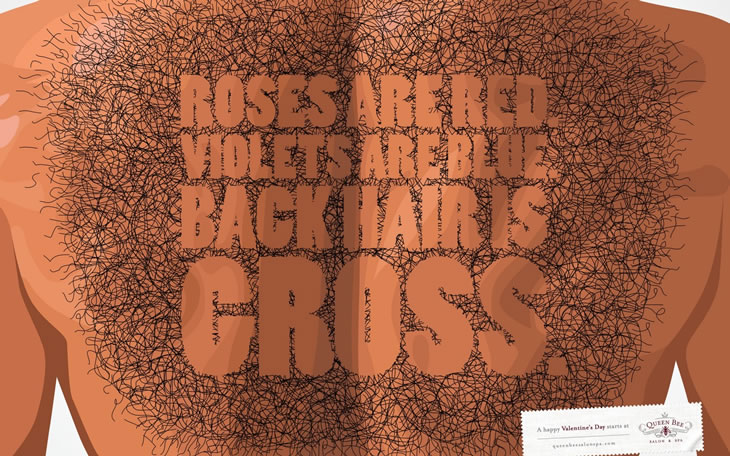 ROSES ARE RED.
VIOLETS ARE BLUE.
BACK HAIR IS
GROSS.
A happy Valentine's Day starts at
queenbeesalonspa.com
QUEEN BEE
SALON & SPA